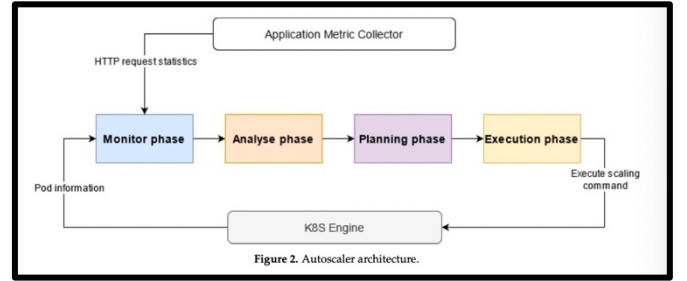 Application Metric Collector
HTTP request statistics
Monitor phase
Analyse phase
Planning phase
Execution phase
Pod information
Execute scaling
command
K8S Engine
Figure 2. Autoscaler architecture.